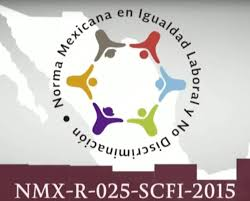 Norma Mexicana en Igualdad Laboral y No Discriminación •
NMX-R-025-SCFI-2015